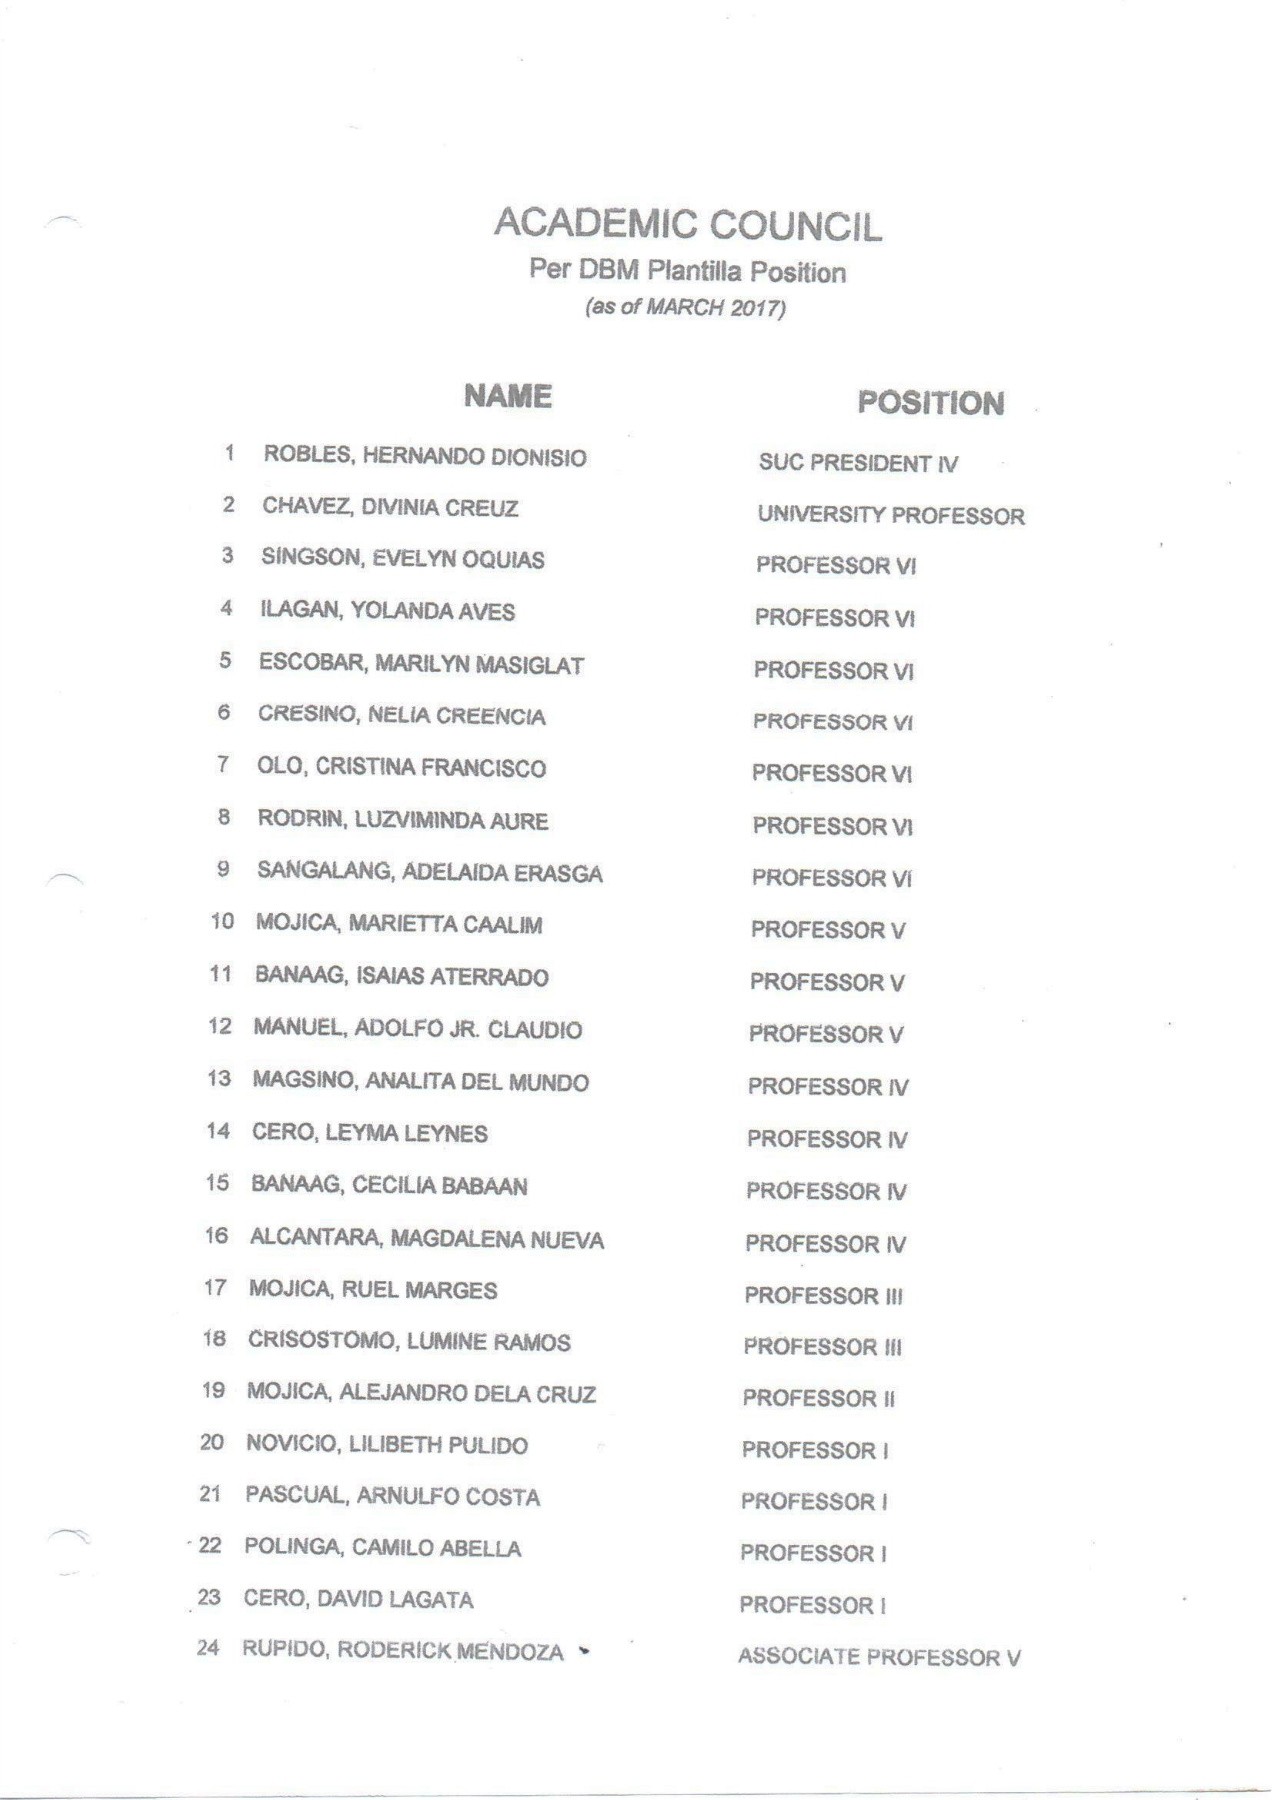 ACADEMIC COUNCIL
Per DBM Plantilla Position
(as of MARCH 2017)
NAME POSITION
1 ROBLES, HERNANDO DIONISIO SUC PRESIDENT IV
2 CHAVEZ, DIVINIA CREUZ UNIVERSITY PROFESSOR
3 SINGSON, EVELYN OQUIAS PROFESSOR VI
4 ILAGAN, YOLANDA AVES PROFESSOR VI
5 ESCOBAR, MARILYN MASIGLAT PROFESSOR VI
6 CRESINO, NELIA CREENCIA PROFESSOR VI
7 OLO, CRISTINA FRANCISCO PROFESSOR VI
8 RODRIN, LUZVIMINDA AURE PROFESSOR VI
9 SANGALANG, ADELAIDA ERASGA PROFESSOR VI
10 MOJICA, MARIETTA CAALIM PROFESSOR V
11 BANAAG, ISAIAS ATERRADO PROFESSOR V
12 MANUEL, ADOLFO JR. CLAUDIO PROFESSOR V
13 MAGSINO, ANALITA DEL MUNDO PROFESSOR IV
14 CERO, LEYMA LEYNES PROFESSOR IV
15 BANAAG, CECILIA BABAAN PROFESSOR IV
16 ALCANTARA, MAGDALENA NUEVA PROFESSOR IV
17 MOJICA, RUEL MARGES PROFESSOR III
18 CRISOSTOMO, LUMINE RAMOS PROFESSOR III
19 MOJICA, ALEJANDRO DELA CRUZ PROFESSOR II
20 NOVICIO, LILIBETH PULIDO PROFESSOR I
21 PASCUAL, ARNULFO COSTA PROFESSOR I
22 POLINGA, CAMILO ABELLA PROFESSOR I
23 CERO, DAVID LAGATA PROFESSOR I
24 RUPIDO, RODERICK MENDOZA ASSOCIATE PROFESSOR V